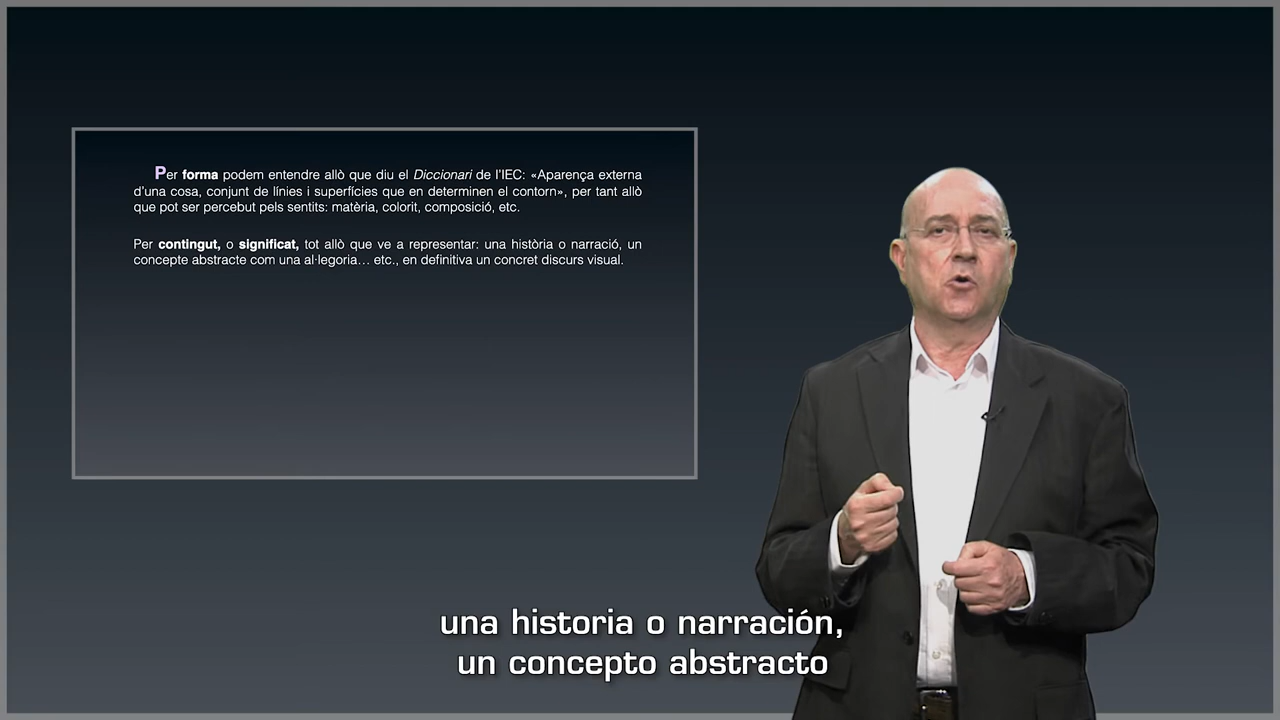 Per forma podem entendre allò que diu el Diccionari de l'IEC: «Aparença externa
d'una cosa, conjunt de línies i superfícies que en determinen el contorn», per tant allò
que pot ser percebut pels sentits: matèria, colorit, composició, etc.
Per contingut, o significat, tot allò que ve a representar: una història o narració, un
concepte abstracte com una al·legoria… etc., en definitiva un concret discurs visual.
una historia o narración,
un concepto abstracto